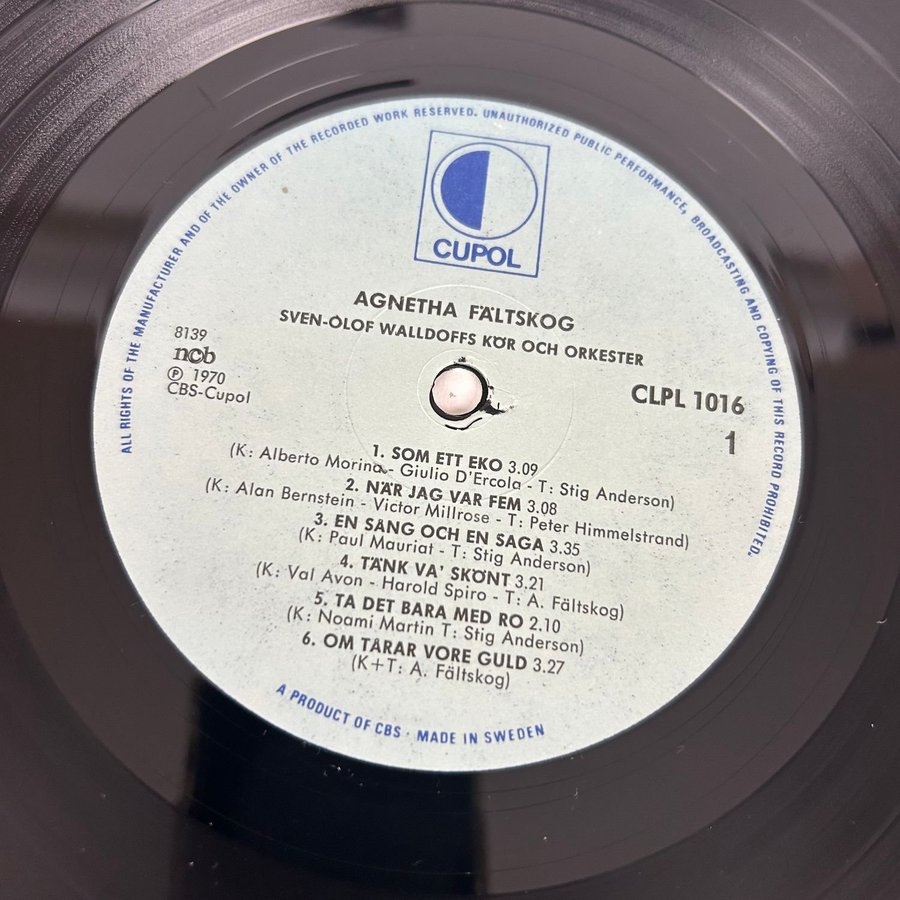 ALL RIGHTS OF THE MANUFACTURER AND OF THE OWNER OF THE RECORDED WORK RESERVED. UNAUTHORIZED PUBLIC PERFORMANCE, BROADCASTING AND COPYING OF THIS RECORD PROHIBITED.
CUPOL
AGNETHA FÄLTSKOG
SVEN-OLOF WALLDOFFS KÖR OCH ORKESTER
8139
ncb
℗ 1970
CBS-Cupol
CLPL 1016
1
1. SOM ETT EKO 3.09
(K: Alberto Morina - Giulio D'Ercola - T: Stig Anderson)
2. NÄR JAG VAR FEM 3.08
(K: Alan Bernstein - Victor Millrose - T: Peter Himmelstrand)
3. EN SÅNG OCH EN SAGA 3.35
(K: Paul Mauriat - T: Stig Anderson)
4. TÄNK VA' SKÖNT 3.21
(K: Val Avon - Harold Spiro - T: A. Fältskog)
5. TA DET BARA MED RO 2.10
(K: Noami Martin T: Stig Anderson)
6. OM TÅRAR VORE GULD 3.27
(K+T: A. Fältskog)
A PRODUCT OF CBS · MADE IN SWEDEN